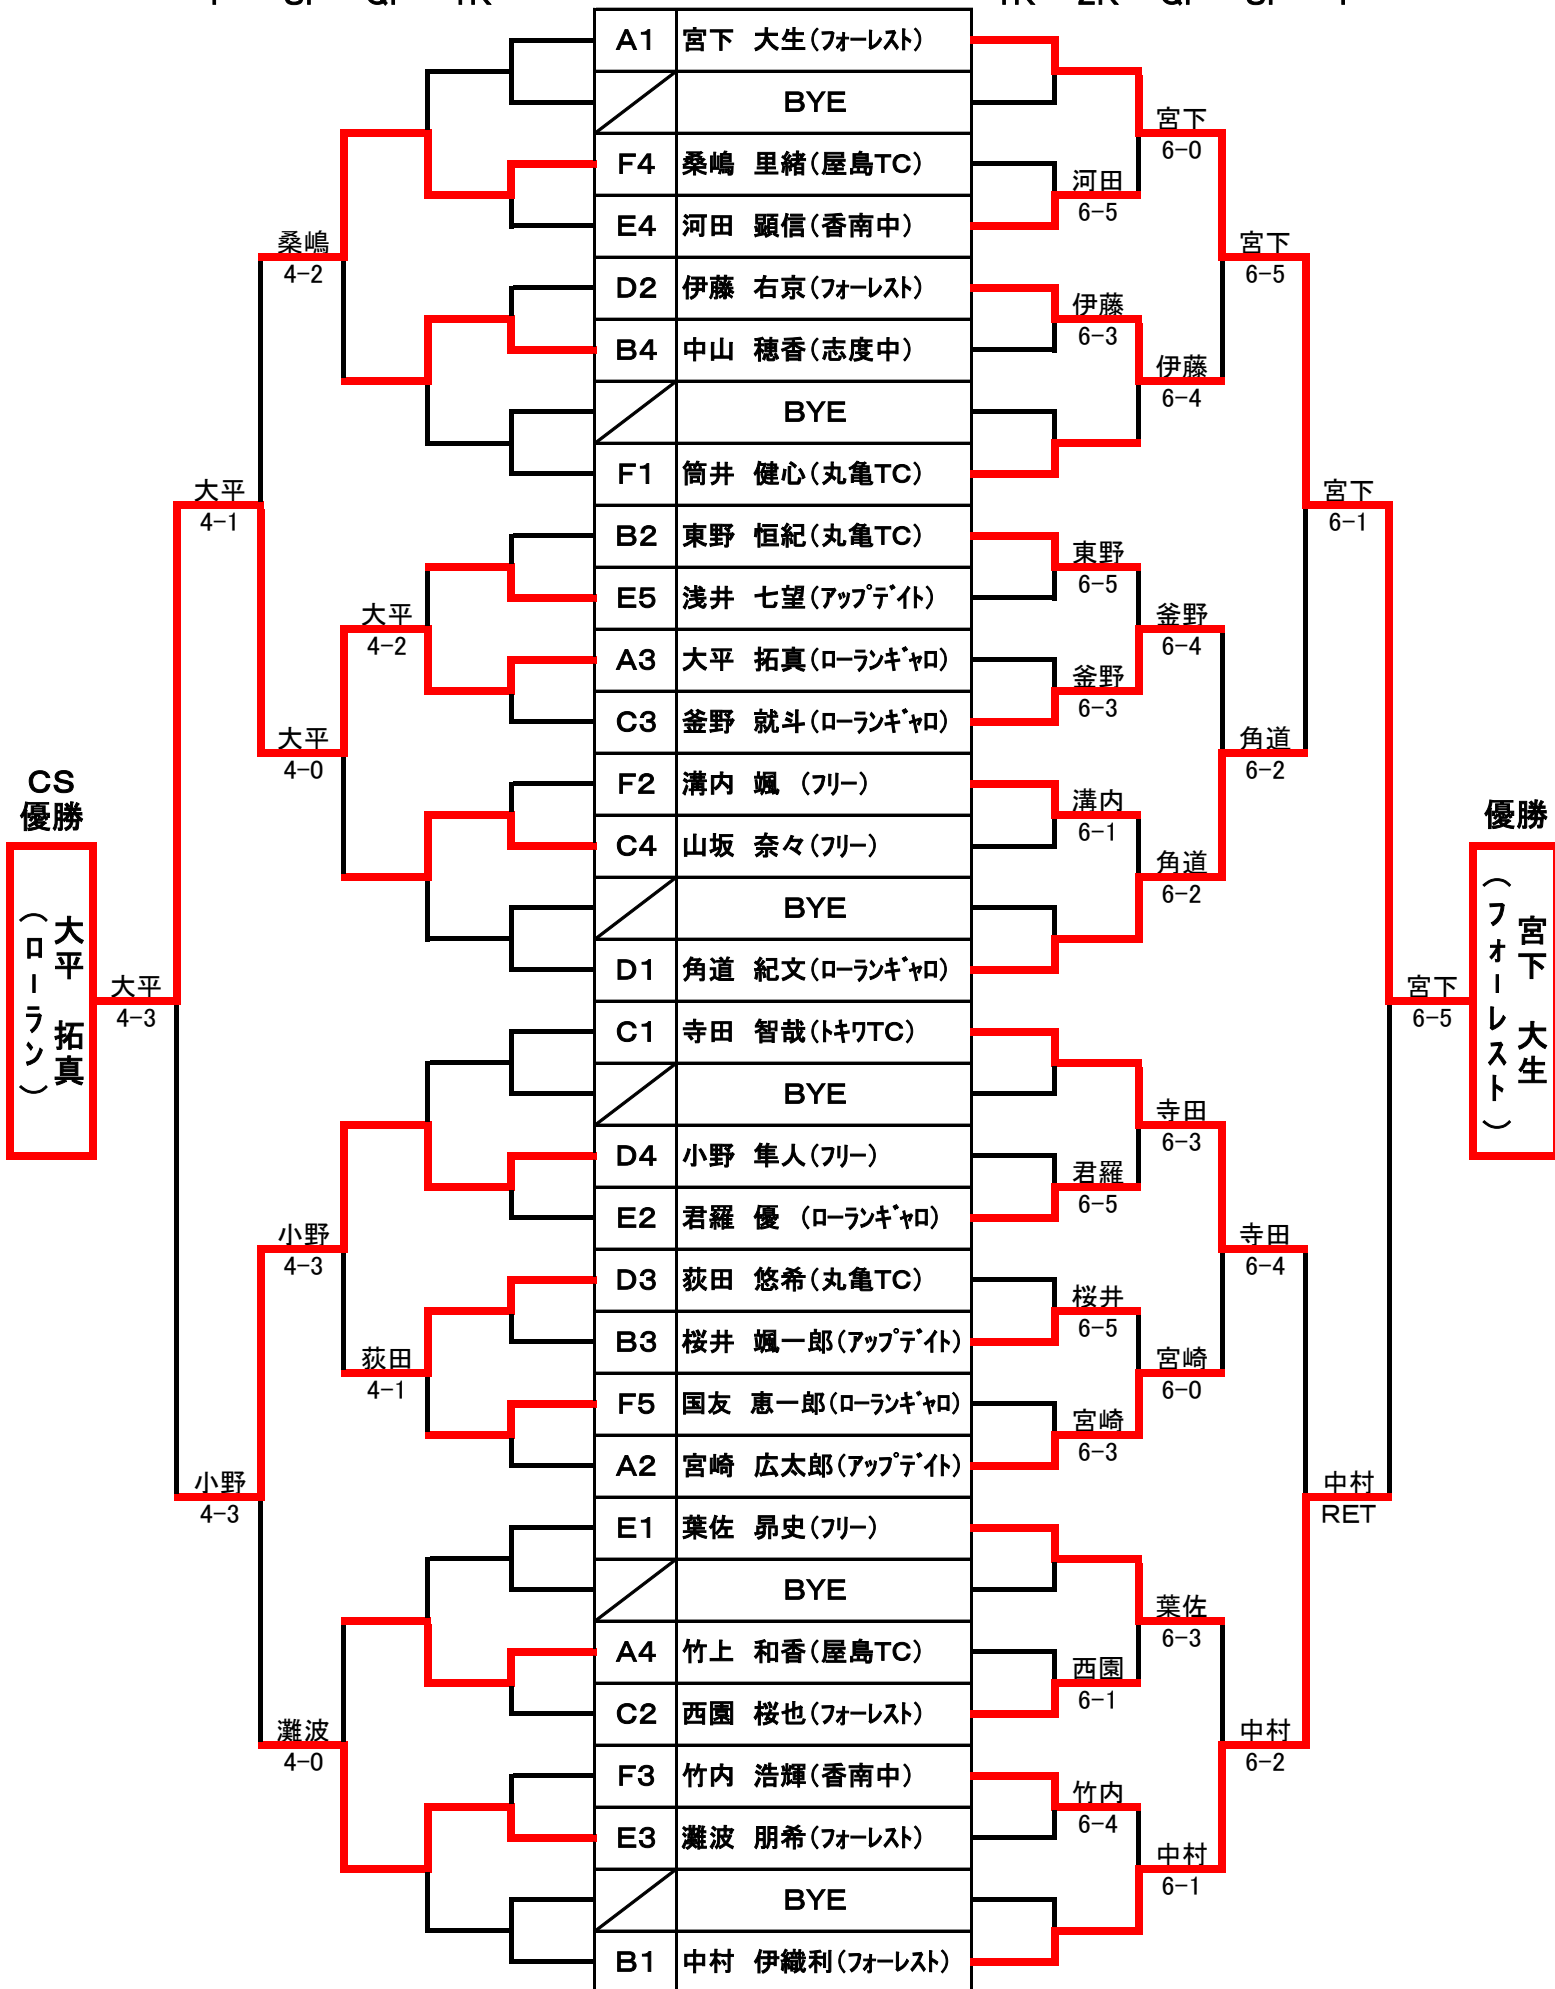 A1 宮下 大生(フォーレスト)
BYE
F4 桑嶋 里緒(屋島TC)
E4 河田 顕信(香南中)
D2 伊藤 右京(フォーレスト)
B4 中山 穂香(志度中)
BYE
F1 筒井 健心(丸亀TC)
B2 東野 恒紀(丸亀TC)
E5 浅井 七望(アップデイト)
A3 大平 拓真(ローランギャロ)
C3 釜野 就斗(ローランギャロ)
F2 溝内 颯 (フリー)
C4 山坂 奈々(フリー)
BYE
D1 角道 紀文(ローランギャロ)
C1 寺田 智哉(トキワTC)
BYE
D4 小野 隼人(フリー)
E2 君羅 優 (ローランギャロ)
D3 荻田 悠希(丸亀TC)
B3 桜井 颯一郎(アップデイト)
F5 国友 恵一郎(ローランギャロ)
A2 宮崎 広太郎(アップデイト)
E1 葉佐 昴史(フリー)
BYE
A4 竹上 和香(屋島TC)
C2 西園 桜也(フォーレスト)
F3 竹内 浩輝(香南中)
E3 灘波 朋希(フォーレスト)
BYE
B1 中村 伊織利(フォーレスト)
河田
6-5
伊藤
6-3
東野
6-5
釜野
6-3
溝内
6-1
君羅
6-5
桜井
6-5
宮崎
6-3
西園
6-1
竹内
6-4
宮下
6-0
伊藤
6-4
釜野
6-4
角道
6-2
寺田
6-3
宮崎
6-0
葉佐
6-3
中村
6-1
宮下
6-5
角道
6-2
寺田
6-4
中村
6-2
宮下
6-1
中村
RET
宮下
6-5
優勝
宮下 大生
(フォーレスト)
大平
4-2
荻田
4-1
桑嶋
4-2
大平
4-0
小野
4-3
灘波
4-0
大平
4-1
小野
4-3
大平
4-3
CS
優勝
大平 拓真
(ローラン)